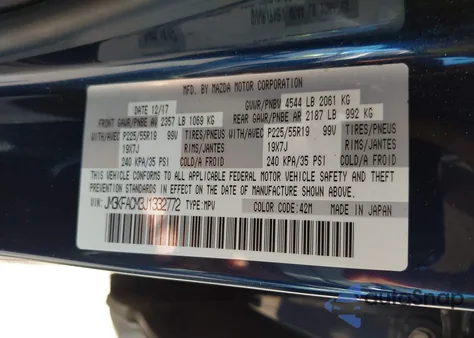 MFD. BY MAZDA MOTOR CORPORATION
DATE 12/17 GVWR/PNBV 4544 LB 2061 KG
FRONT GAWR/PNBE AV 2357 LB 1069 KG REAR GAWR/PNBE AR 2187 LB 992 KG
WITH/AVEC P225/55R19 99V TIRES/PNEUS WITH/AVEC P225/55R19 99V TIRES/PNEUS
19X7J RIMS/JANTES 19X7J RIMS/JANTES
240 KPA/35 PSI COLD/A FROID 240 KPA/35 PSI COLD/A FROID
THIS VEHICLE CONFORMS TO ALL APPLICABLE FEDERAL MOTOR VEHICLE SAFETY AND
THEFT PREVENTION STANDARDS IN EFFECT ON THE DATE OF MANUFACTURE SHOWN ABOVE.
VIN: JM3KFACM3J1332772 TYPE: MPV COLOR CODE: 42M MADE IN JAPAN
AutoSnap